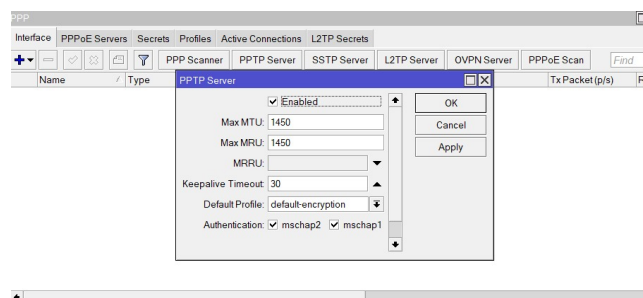 PPP
Interface PPPoE Servers Secrets Profiles Active Connections L2TP Secrets
PPP Scanner PPTP Server SSTP Server L2TP Server OVPN Server PPPoE Scan Find
Name / Type Tx Packet (p/s) R
PPTP Server
Enabled OK
Max MTU: 1450 Cancel
Max MRU: 1450 Apply
MRRU:
Keepalive Timeout: 30
Default Profile: default-encryption
Authentication: mschap2 mschap1